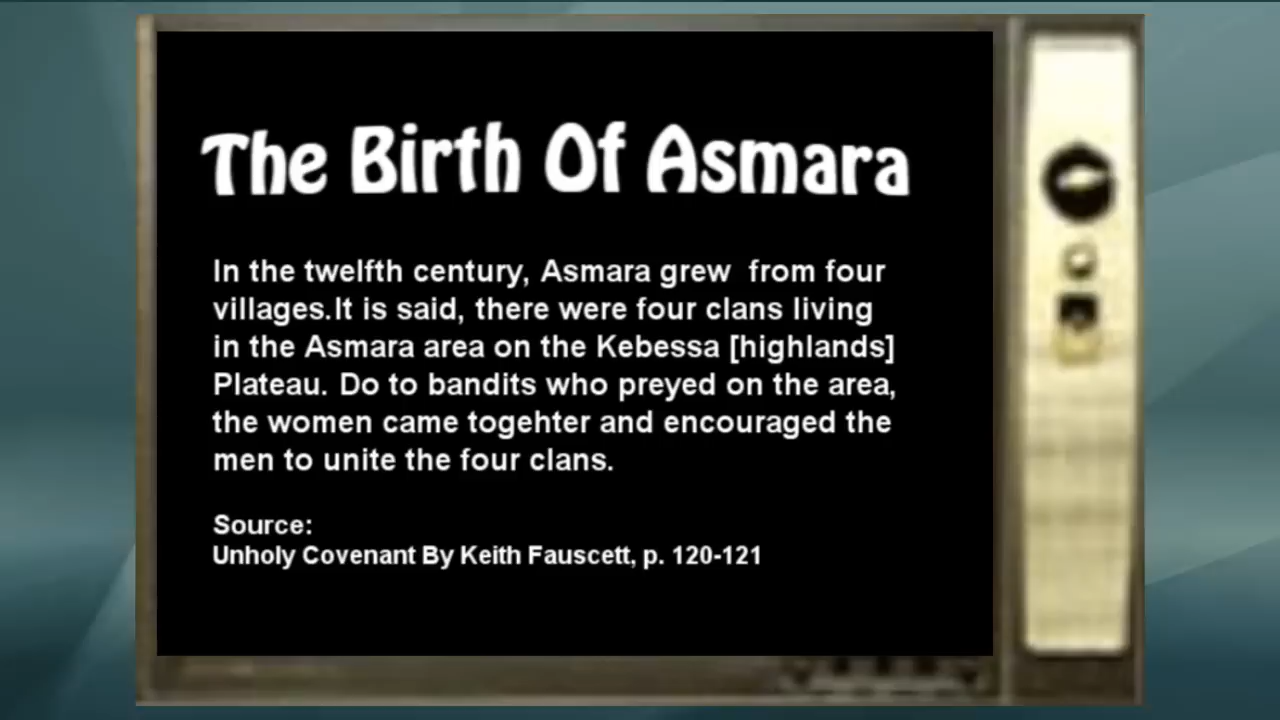 The Birth Of Asmara
In the twelfth century, Asmara grew  from four
villages.It is said, there were four clans living
in the Asmara area on the Kebessa [highlands]
Plateau. Do to bandits who preyed on the area,
the women came togehter and encouraged the
men to unite the four clans.
Source:
Unholy Covenant By Keith Fauscett, p. 120-121